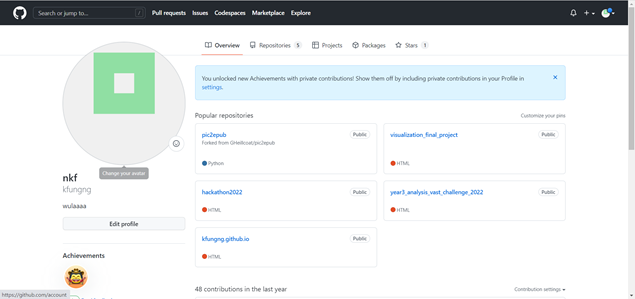 Search or jump to...
/
Pull requests
Issues
Codespaces
Marketplace
Explore
Overview
Repositories 5
Projects
Packages
Stars 1
You unlocked new Achievements with private contributions! Show them off by including private contributions in your Profile in
settings.
Popular repositories
Customize your pins
pic2epub
Public
Forked from GHeillcoat/pic2epub
Python
visualization_final_project
Public
HTML
hackathon2022
Public
HTML
year3_analysis_vast_challenge_2022
Public
HTML
kfungng.github.io
Public
HTML
48 contributions in the last year
Contribution settings
Change your avatar
nkf
kfungng
wulaaaa
Edit profile
Achievements
https://github.com/account